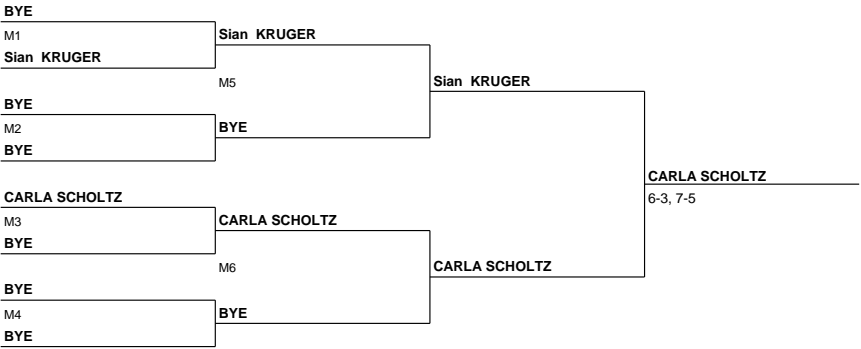 BYE
M1
Sian  KRUGER
Sian  KRUGER
M5
Sian  KRUGER
BYE
M2
BYE
BYE
CARLA SCHOLTZ
6-3, 7-5
CARLA SCHOLTZ
M3
BYE
CARLA SCHOLTZ
M6
CARLA SCHOLTZ
BYE
M4
BYE
BYE